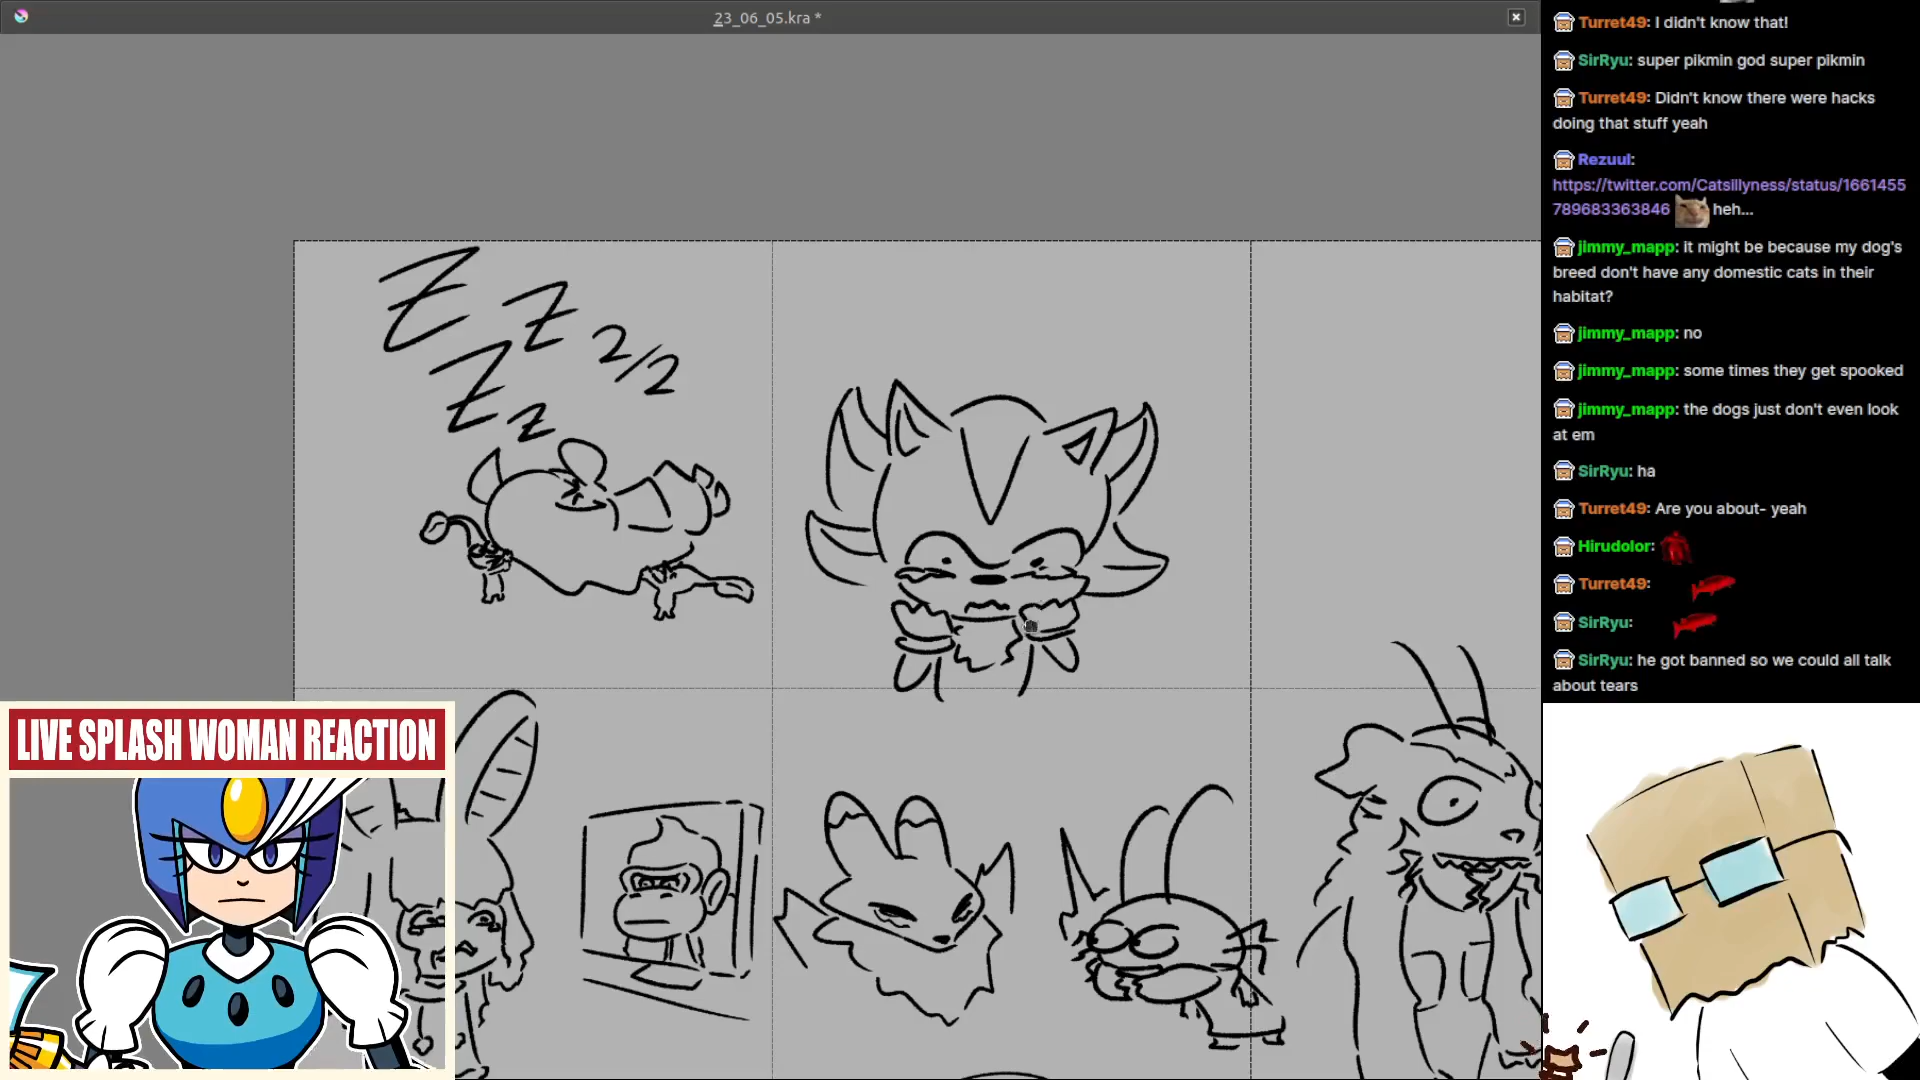 23_06_05.kra *
Turret49: I didn't know that!
SirRyu: super pikmin god super pikmin
Turret49: Didn't know there were hacks
doing that stuff yeah
Rezuul:
https://twitter.com/Catsillyness/status/1661455
789683363846 heh...
jimmy_mapp: it might be because my dog's
breed don't have any domestic cats in their
habitat?
jimmy_mapp: no
jimmy_mapp: some times they get spooked
jimmy_mapp: the dogs just don't even look
at em
SirRyu: ha
Turret49: Are you about- yeah
Hirudolor:
Turret49:
SirRyu:
SirRyu: he got banned so we could all talk
about tears
Z Z 2/2
Z z
LIVE SPLASH WOMAN REACTION